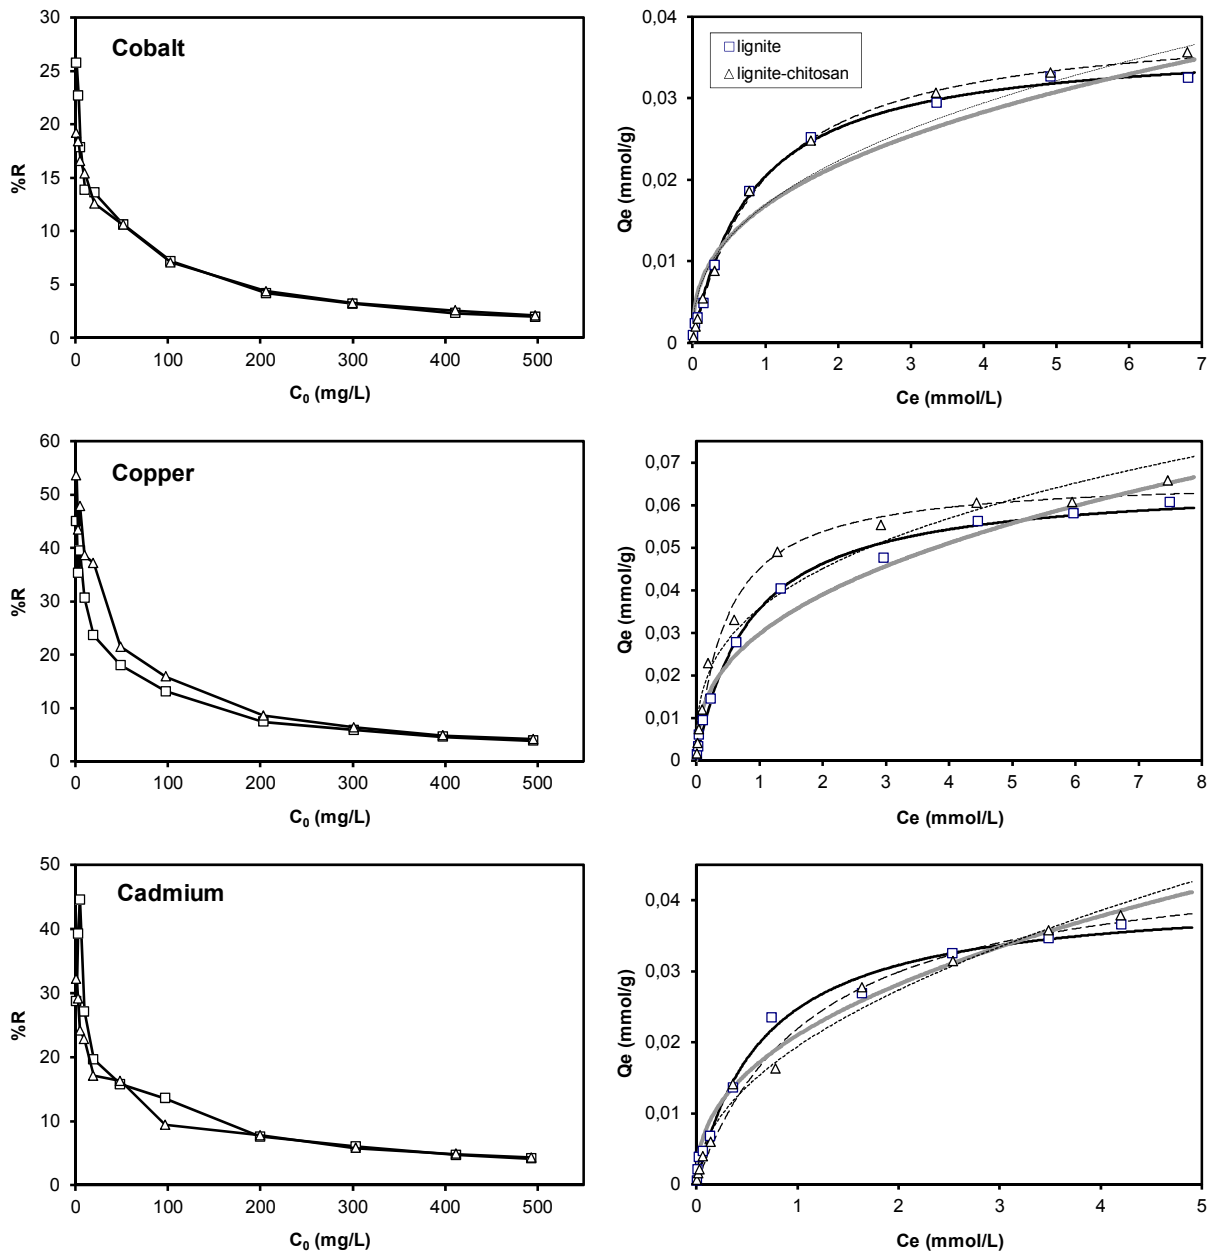 Cobalt
%R
30
25
20
15
10
5
0
0 100 200 300 400 500
C₀ (mg/L)
lignite
lignite-chitosan
Qe (mmol/g)
0,04
0,03
0,02
0,01
0
0 1 2 3 4 5 6 7
Ce (mmol/L)
Copper
%R
60
50
40
30
20
10
0
0 100 200 300 400 500
C₀ (mg/L)
Qe (mmol/g)
0,07
0,06
0,05
0,04
0,03
0,02
0,01
0
0 1 2 3 4 5 6 7 8
Ce (mmol/L)
Cadmium
%R
50
40
30
20
10
0
0 100 200 300 400 500
C₀ (mg/L)
Qe (mmol/g)
0,04
0,03
0,02
0,01
0
0 1 2 3 4 5
Ce (mmol/L)